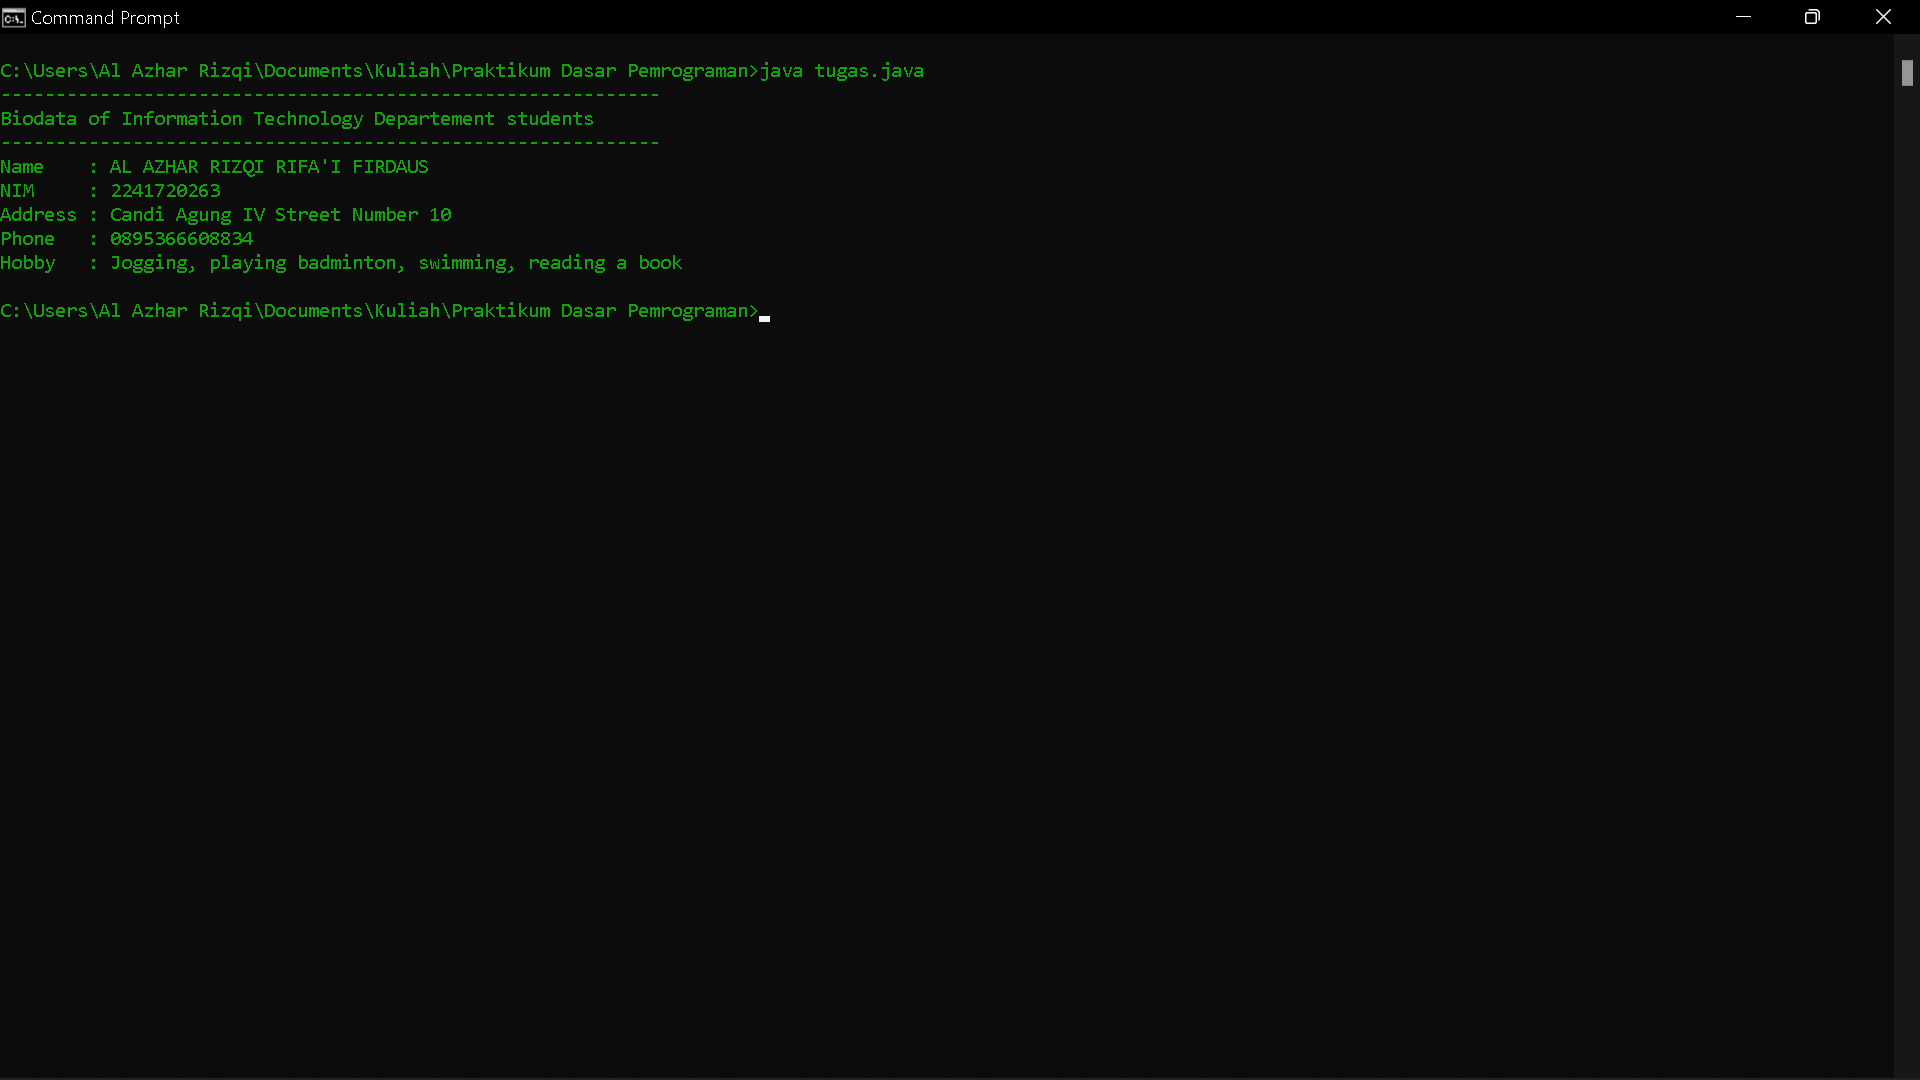 Command Prompt
C:\Users\Al Azhar Rizqi\Documents\Kuliah\Praktikum Dasar Pemrograman>java tugas.java
------------------------------------------------------------
Biodata of Information Technology Departement students
------------------------------------------------------------
Name    : AL AZHAR RIZQI RIFA'I FIRDAUS
NIM     : 2241720263
Address : Candi Agung IV Street Number 10
Phone   : 0895366608834
Hobby   : Jogging, playing badminton, swimming, reading a book
C:\Users\Al Azhar Rizqi\Documents\Kuliah\Praktikum Dasar Pemrograman>